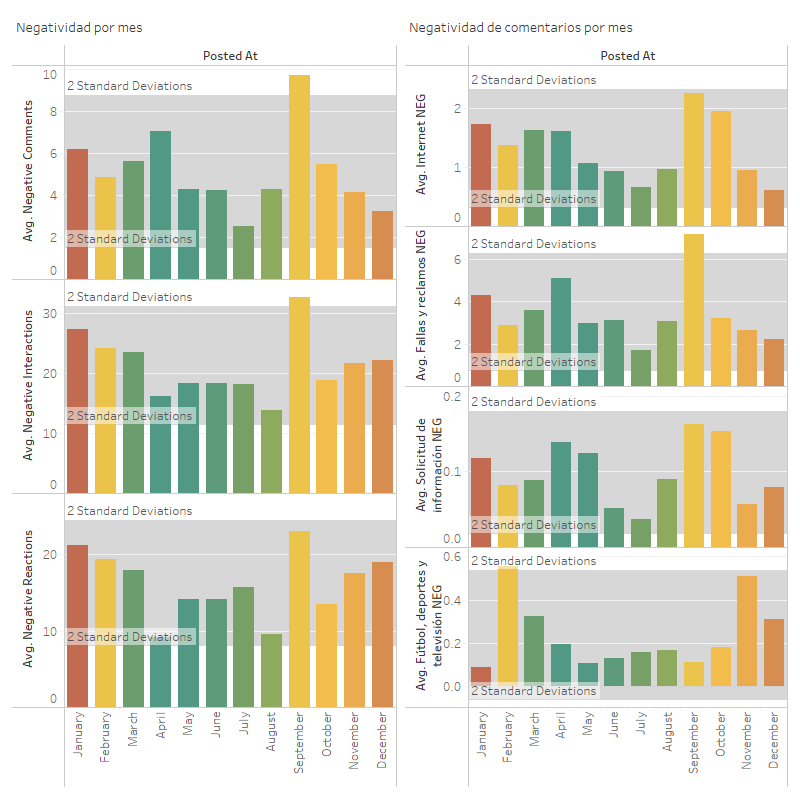 Negatividad por mes
Posted At
Avg. Negative Comments
10
8
6
4
2
0
2 Standard Deviations
2 Standard Deviations
Avg. Negative Interactions
30
20
10
0
2 Standard Deviations
2 Standard Deviations
Avg. Negative Reactions
20
10
0
2 Standard Deviations
2 Standard Deviations
January
February
March
April
May
June
July
August
September
October
November
December
Negatividad de comentarios por mes
Posted At
Avg. Internet NEG
2
1
0
2 Standard Deviations
2 Standard Deviations
Avg. Fallas y reclamos NEG
6
4
2
0
2 Standard Deviations
2 Standard Deviations
Avg. Solicitud de
información NEG
0.2
0.1
0.0
2 Standard Deviations
2 Standard Deviations
Avg. Fútbol, deportes y
televisión NEG
0.6
0.4
0.2
0.0
2 Standard Deviations
2 Standard Deviations
January
February
March
April
May
June
July
August
September
October
November
December